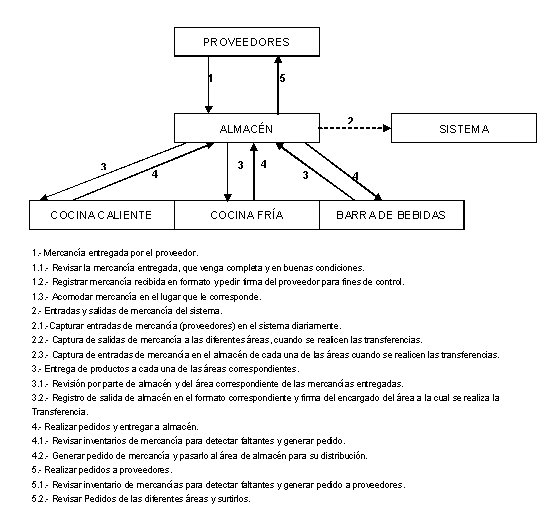 PROVEEDORES
1
5
ALMACÉN
2
SISTEMA
3
4
3
4
3
4
COCINA CALIENTE
COCINA FRÍA
BARRA DE BEBIDAS
1.- Mercancía entregada por el proveedor.
1.1.- Revisar la mercancía entregada, que venga completa y en buenas condiciones.
1.2.- Registrar mercancía recibida en formato y pedir firma del proveedor para fines de control.
1.3.- Acomodar mercancía en el lugar que le corresponde.
2.- Entradas y salidas de mercancía del sistema.
2.1.-Capturar entradas de mercancía (proveedores) en el sistema diariamente.
2.2.- Captura de salidas de mercancía a las diferentes áreas, cuando se realicen las transferencias.
2.3.- Captura de entradas de mercancía en el almacén de cada una de las áreas cuando se realicen las transferencias.
3.- Entrega de productos a cada una de las áreas correspondientes.
3.1.- Revisión por parte de almacén y del área correspondiente de las mercancías entregadas.
3.2.- Registro de salida de almacén en el formato correspondiente y firma del encargado del área a la cual se realiza la
Transferencia.
4.- Realizar pedidos y entregar a almacén.
4.1.- Revisar inventarios de mercancía para detectar faltantes y generar pedido.
4.2.- Generar pedido de mercancía y pasarlo al área de almacén para su distribución.
5.- Realizar pedidos a proveedores.
5.1.- Revisar inventario de mercancías para detectar faltantes y generar pedido a proveedores.
5.2.- Revisar Pedidos de las diferentes áreas y surtirlos.